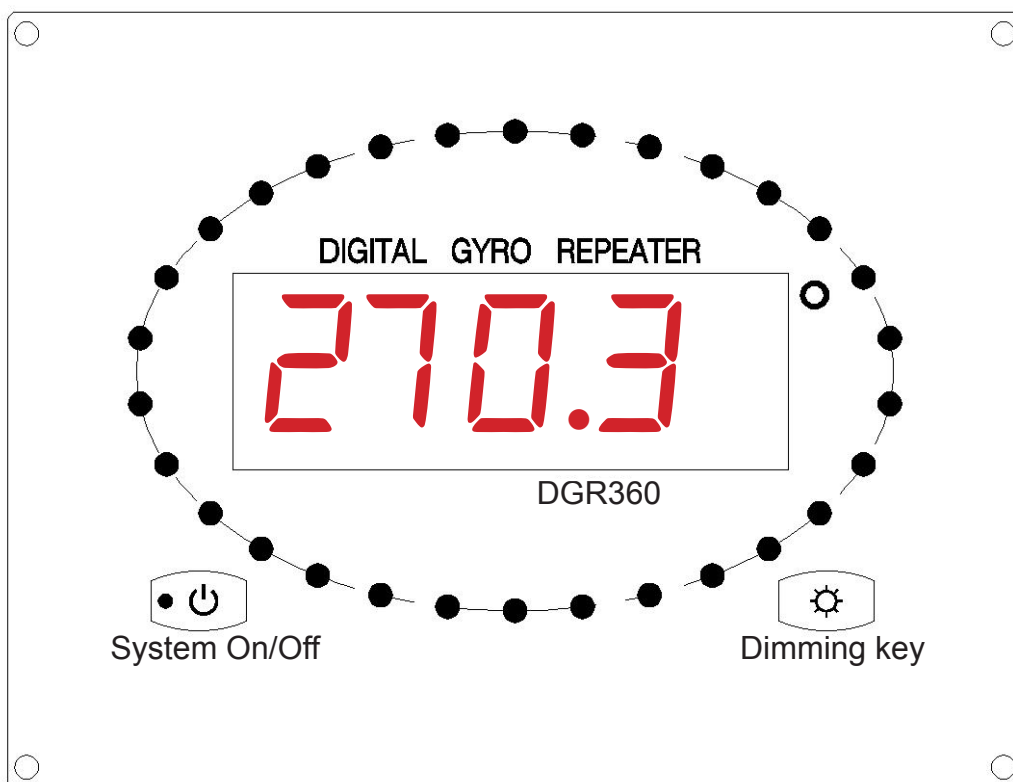 DIGITAL GYRO REPEATER
270.3
DGR360
System On/Off
Dimming key